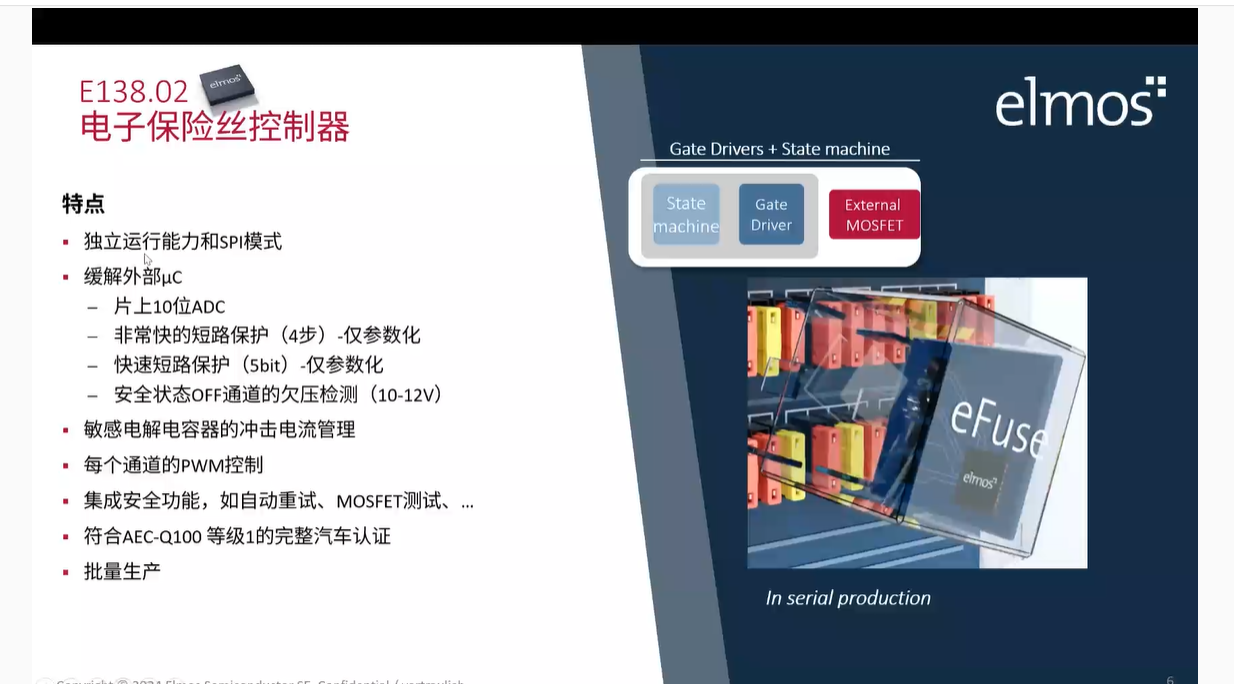 E138.02
elmos
电子保险丝控制器
特点
▪ 独立运行能力和SPI模式
▪ 缓解外部µC
– 片上10位ADC
– 非常快的短路保护（4步）-仅参数化
– 快速短路保护（5bit）-仅参数化
– 安全状态OFF通道的欠压检测（10-12V）
▪ 敏感电解电容器的冲击电流管理
▪ 每个通道的PWM控制
▪ 集成安全功能，如自动重试、MOSFET测试、…
▪ 符合AEC-Q100 等级1的完整汽车认证
▪ 批量生产
elmos
Gate Drivers + State machine
State
machine
Gate
Driver
External
MOSFET
eFuse
elmos
In serial production
Copyright © 2024 Elmos Semiconductor SE. Confidential / vertraulich
6